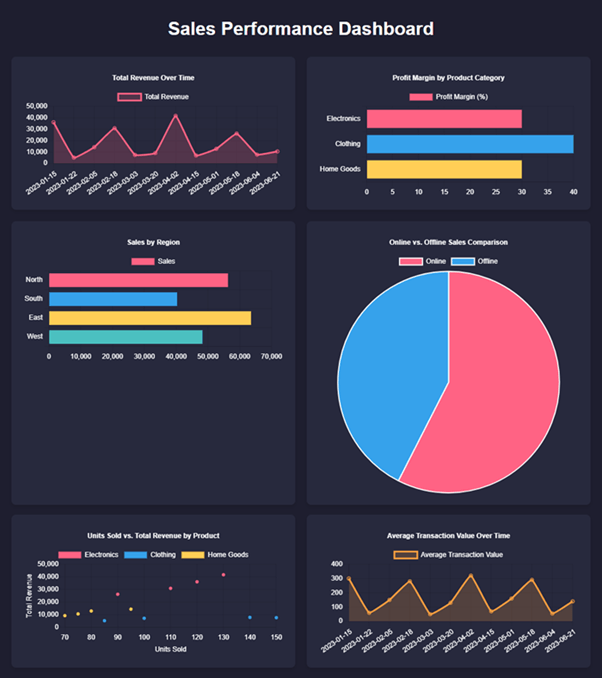 Sales Performance Dashboard
Total Revenue Over Time
Total Revenue
50,000
40,000
30,000
20,000
10,000
0
2023-01-15
2023-01-22
2023-02-05
2023-02-18
2023-03-03
2023-03-20
2023-04-02
2023-04-15
2023-05-01
2023-05-18
2023-06-04
2023-06-21
Profit Margin by Product Category
Profit Margin (%)
Electronics
Clothing
Home Goods
0 5 10 15 20 25 30 35 40
Sales by Region
Sales
North
South
East
West
0 10,000 20,000 30,000 40,000 50,000 60,000 70,000
Online vs. Offline Sales Comparison
Online Offline
Units Sold vs. Total Revenue by Product
Electronics Clothing Home Goods
Total Revenue
50,000
40,000
30,000
20,000
10,000
0
70 80 90 100 110 120 130 140 150
Units Sold
Average Transaction Value Over Time
Average Transaction Value
400
300
200
100
0
2023-01-15
2023-01-22
2023-02-05
2023-02-18
2023-03-03
2023-03-20
2023-04-02
2023-04-15
2023-05-01
2023-05-18
2023-06-04
2023-06-21